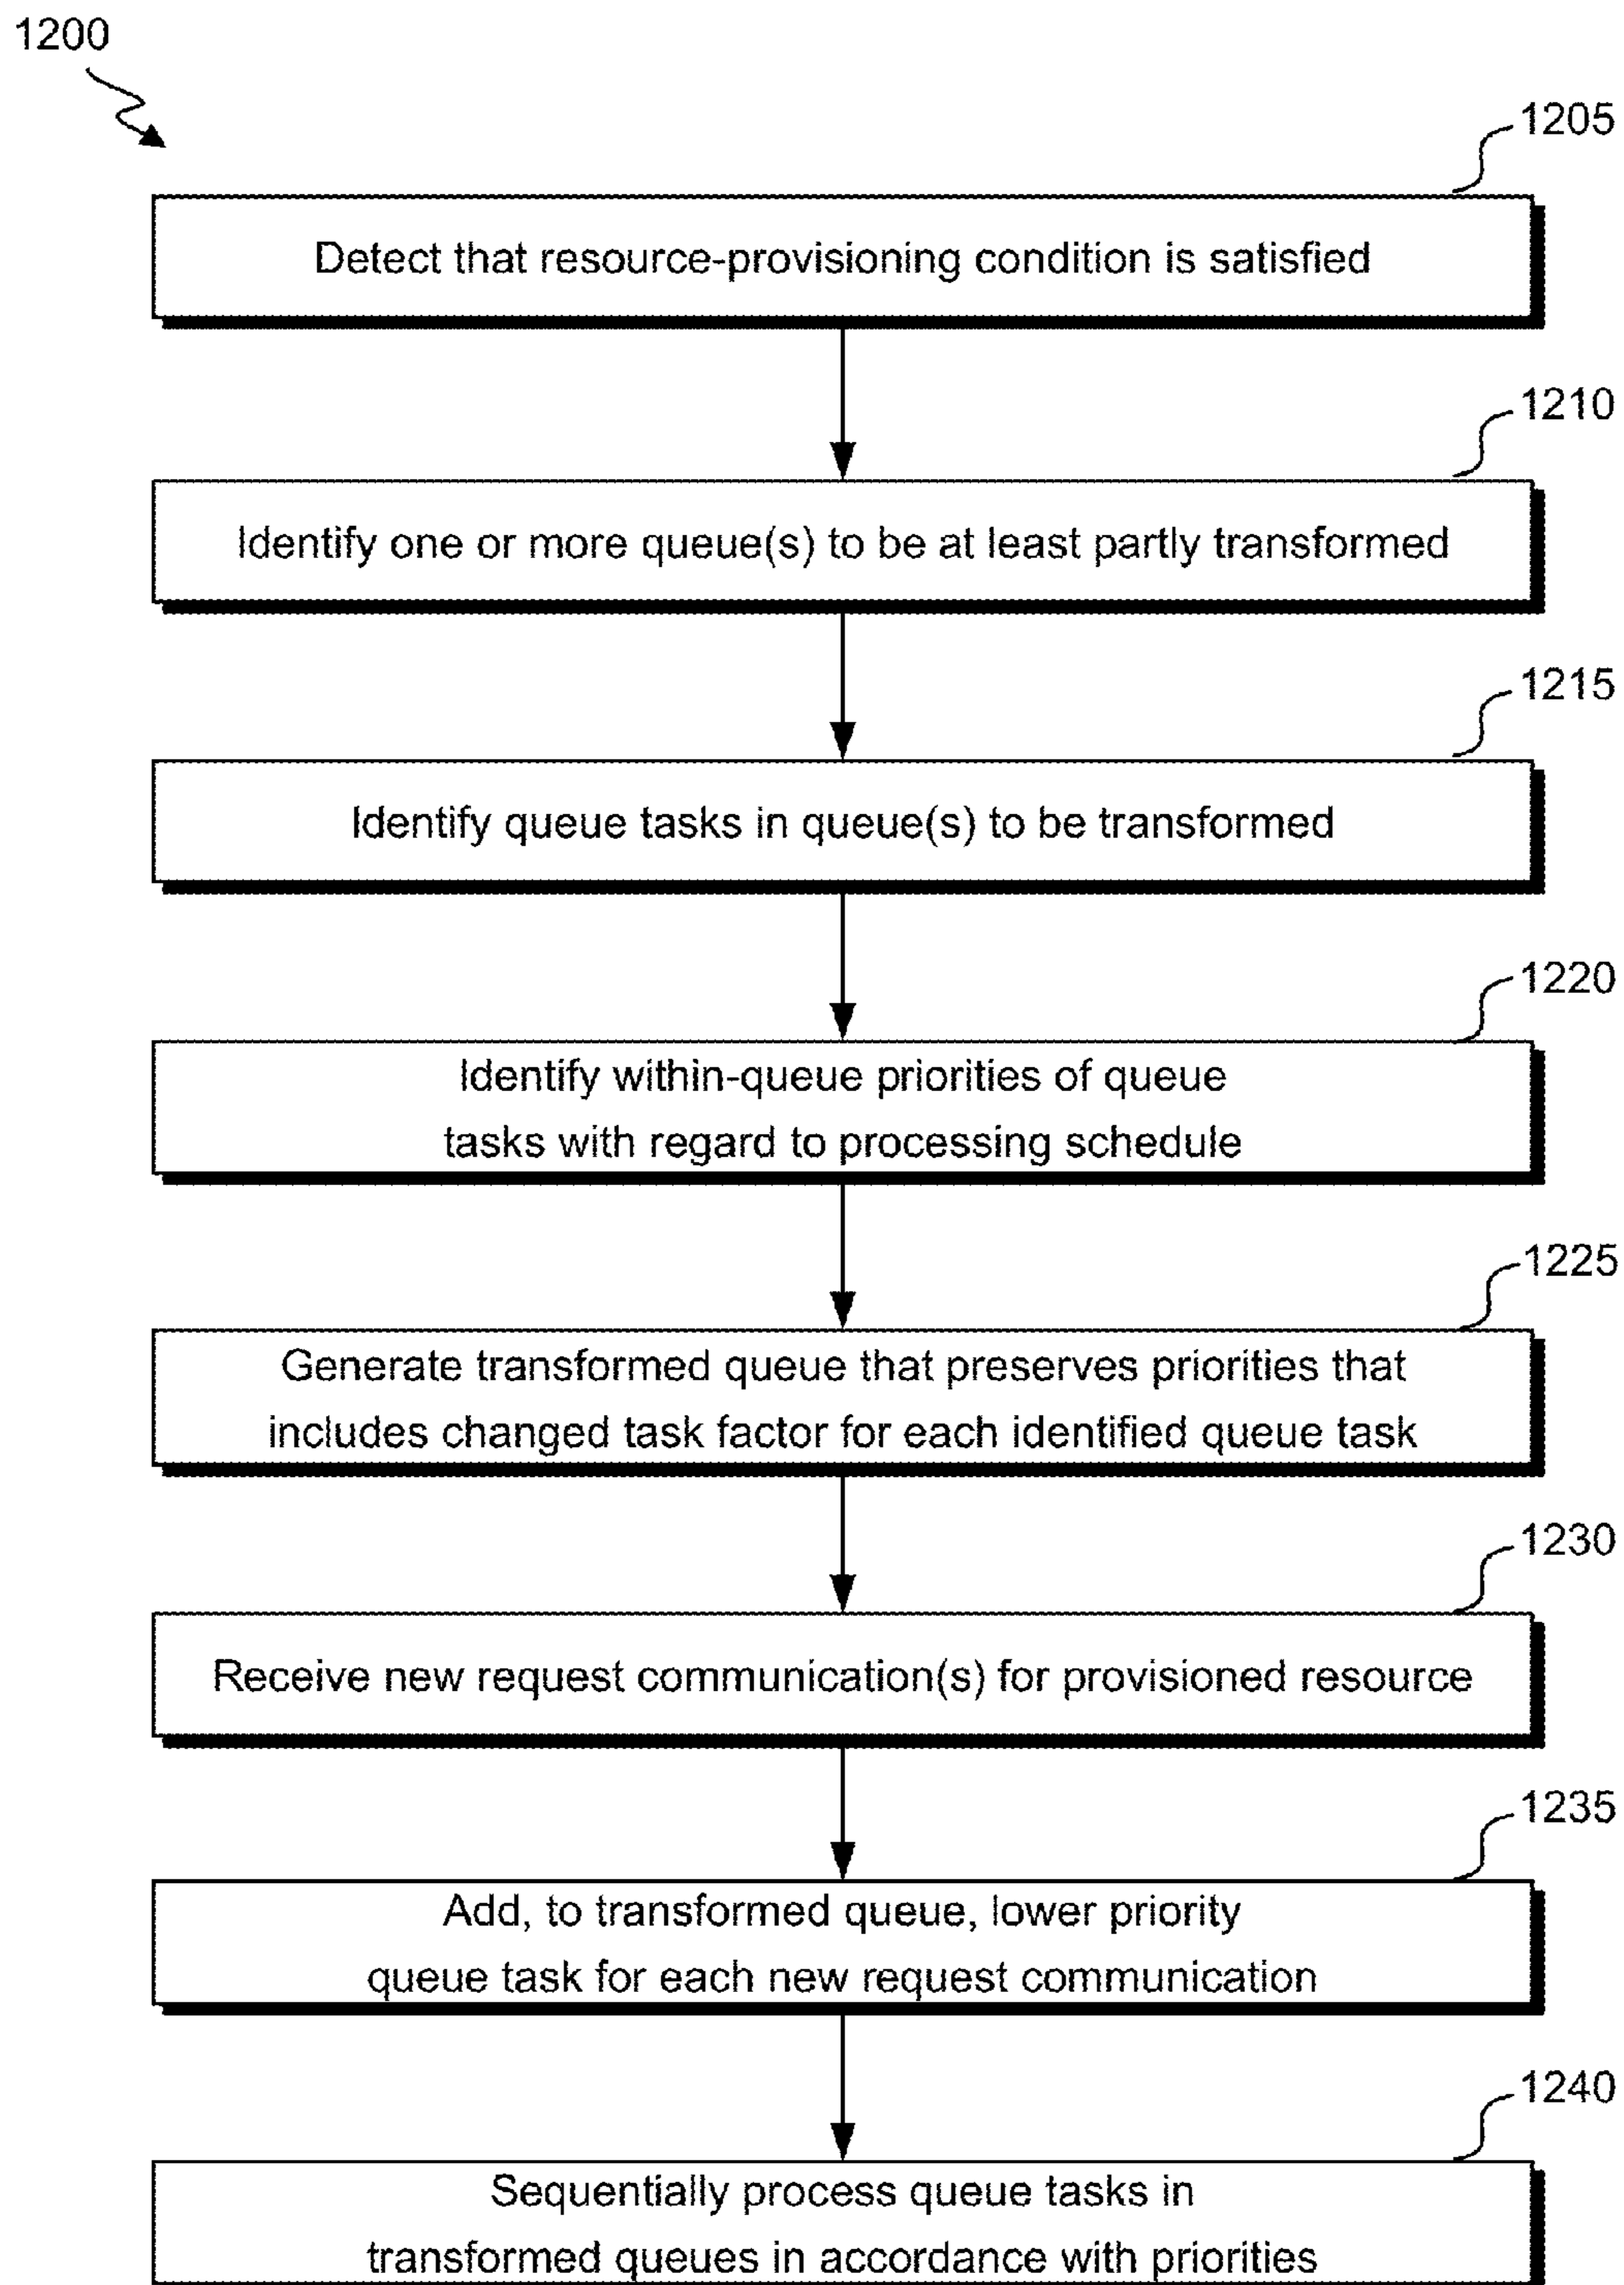 1200
1205
Detect that resource-provisioning condition is satisfied
1210
Identify one or more queue(s) to be at least partly transformed
1215
Identify queue tasks in queue(s) to be transformed
1220
Identify within-queue priorities of queue
tasks with regard to processing schedule
1225
Generate transformed queue that preserves priorities that
includes changed task factor for each identified queue task
1230
Receive new request communication(s) for provisioned resource
1235
Add, to transformed queue, lower priority
queue task for each new request communication
1240
Sequentially process queue tasks in
transformed queues in accordance with priorities